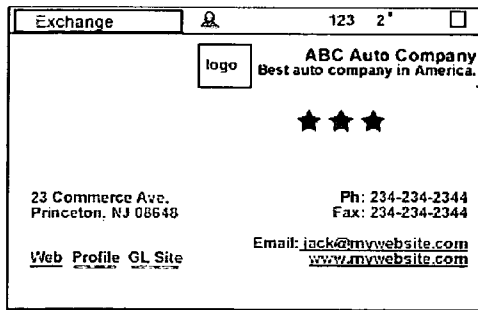 Exchange 123 2"
logo
ABC Auto Company
Best auto company in America.
23 Commerce Ave.
Princeton, NJ 08648
Ph: 234-234-2344
Fax: 234-234-2344
Web Profile GL Site
Email: jack@mywebsite.com
www.mywebsite.com